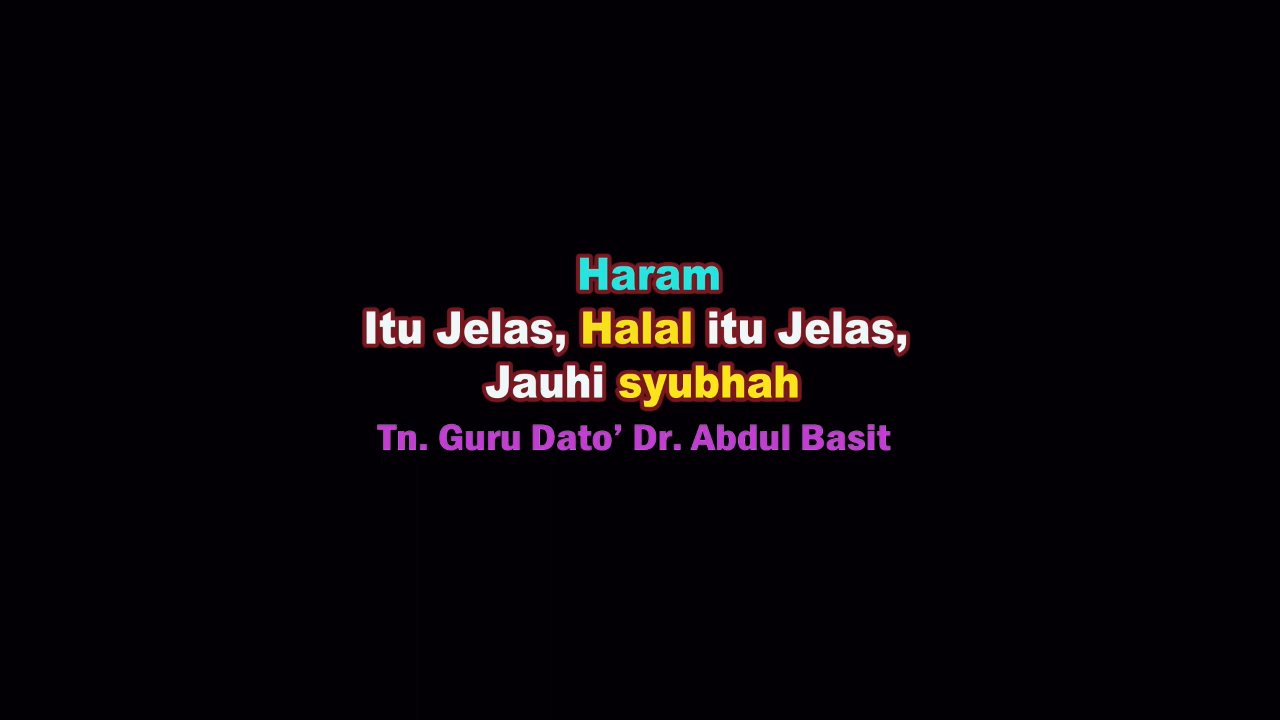 Haram
Itu Jelas, Halal itu Jelas,
Jauhi syubhah
Tn. Guru Dato’ Dr. Abdul Basit